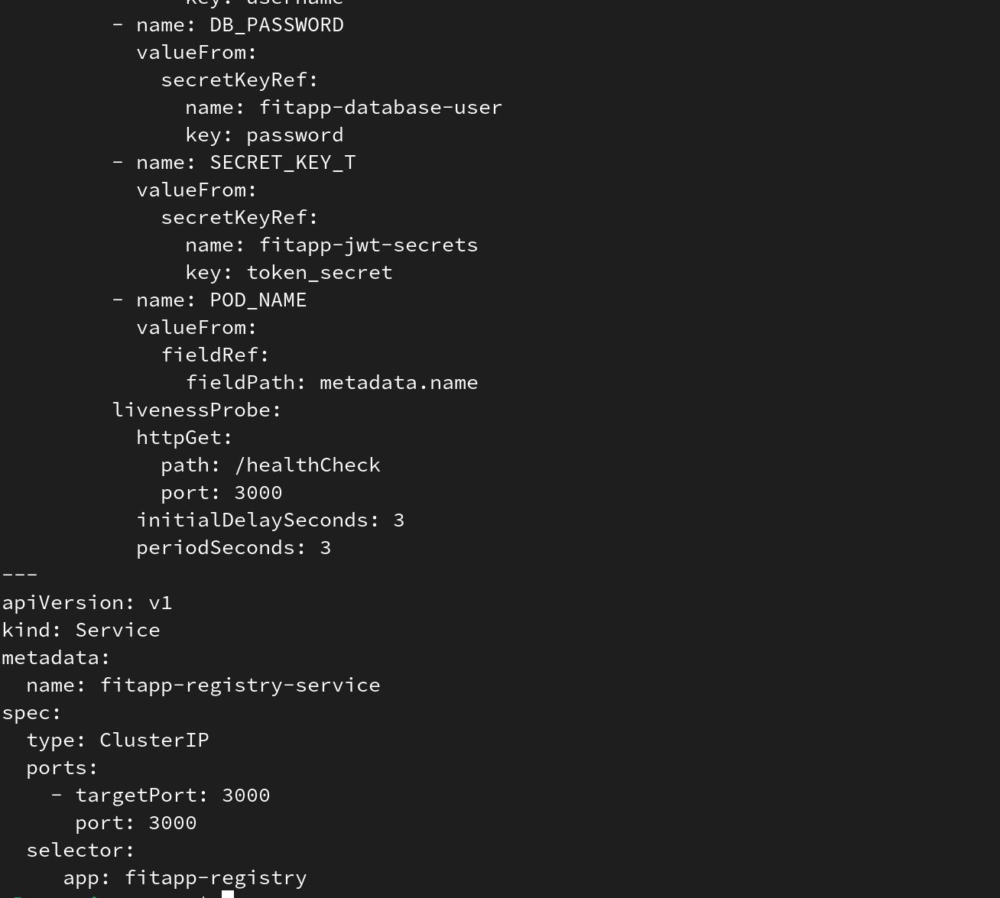 key: username
- name: DB_PASSWORD
valueFrom:
secretKeyRef:
name: fitapp-database-user
key: password
- name: SECRET_KEY_T
valueFrom:
secretKeyRef:
name: fitapp-jwt-secrets
key: token_secret
- name: POD_NAME
valueFrom:
fieldRef:
fieldPath: metadata.name
livenessProbe:
httpGet:
path: /healthCheck
port: 3000
initialDelaySeconds: 3
periodSeconds: 3
---
apiVersion: v1
kind: Service
metadata:
name: fitapp-registry-service
spec:
type: ClusterIP
ports:
- targetPort: 3000
port: 3000
selector:
app: fitapp-registry